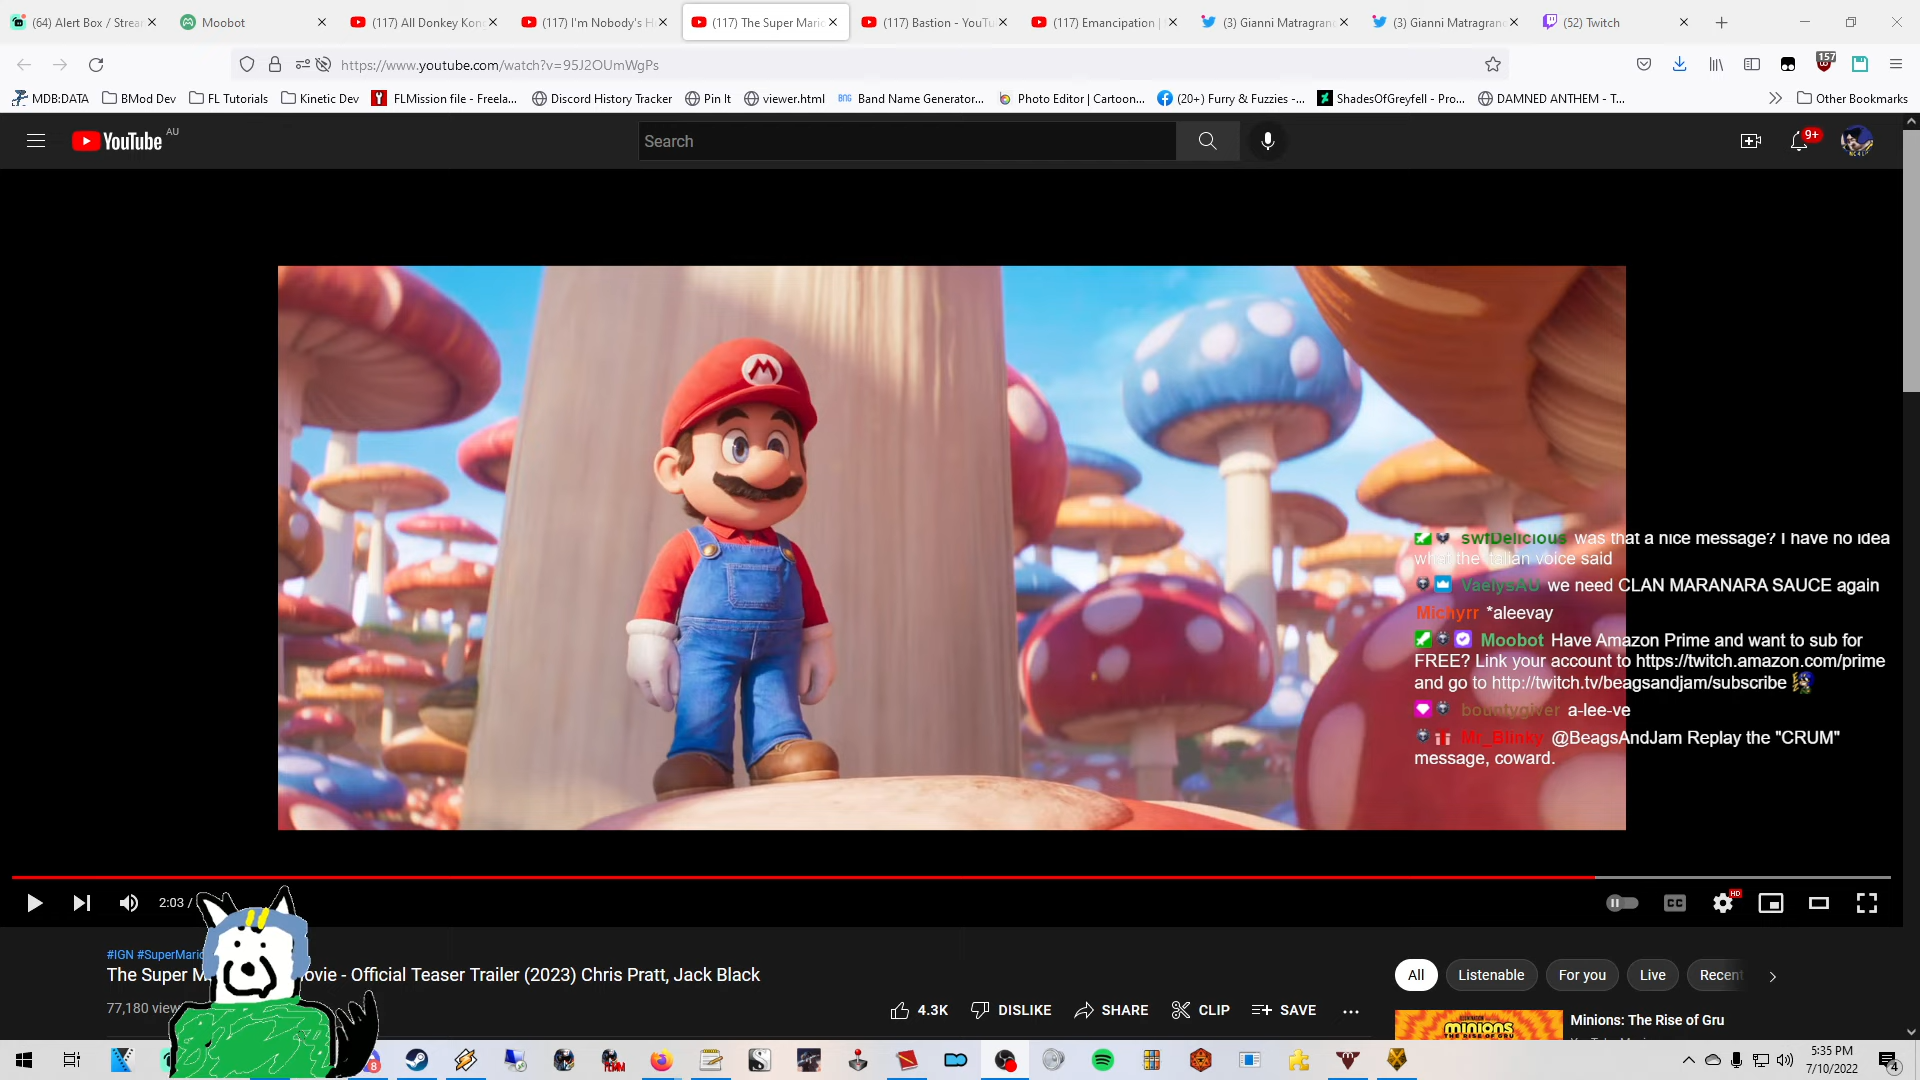 (64) Alert Box / Strea
Moobot
(117) All Donkey Kon
(117) I'm Nobody's H
(117) The Super Mari
(117) Bastion - YouTu
(117) Emancipation |
(3) Gianni Matragran
(3) Gianni Matragran
(52) Twitch
https://www.youtube.com/watch?v=95J2OUmWgPs
157
MDB:DATA
BMod Dev
FL Tutorials
Kinetic Dev
FLMission file - Freela...
Discord History Tracker
Pin It
viewer.html
BNG
Band Name Generator...
Photo Editor | Cartoon...
(20+) Furry & Fuzzies -...
ShadesOfGreyfell - Pro...
DAMNED ANTHEM - T...
Other Bookmarks
YouTube AU
Search
9+
M
swfDelicious was that a nice message? I have no idea
what the italian voice said
VaelysAU we need CLAN MARANARA SAUCE again
Michyrr *aleevay
Moobot Have Amazon Prime and want to sub for
FREE? Link your account to https://twitch.amazon.com/prime
and go to http://twitch.tv/beagsandjam/subscribe
bountygiver a-lee-ve
Mr_Blinky @BeagsAndJam Replay the "CRUM"
message, coward.
2:03 /
CC
HD
#IGN #SuperMario
The Super M ovie - Official Teaser Trailer (2023) Chris Pratt, Jack Black
77,180 view
4.3K
DISLIKE
SHARE
CLIP
SAVE
All
Listenable
For you
Live
Recent
MINIONS
Minions: The Rise of Gru
8
5:35 PM
7/10/2022
4